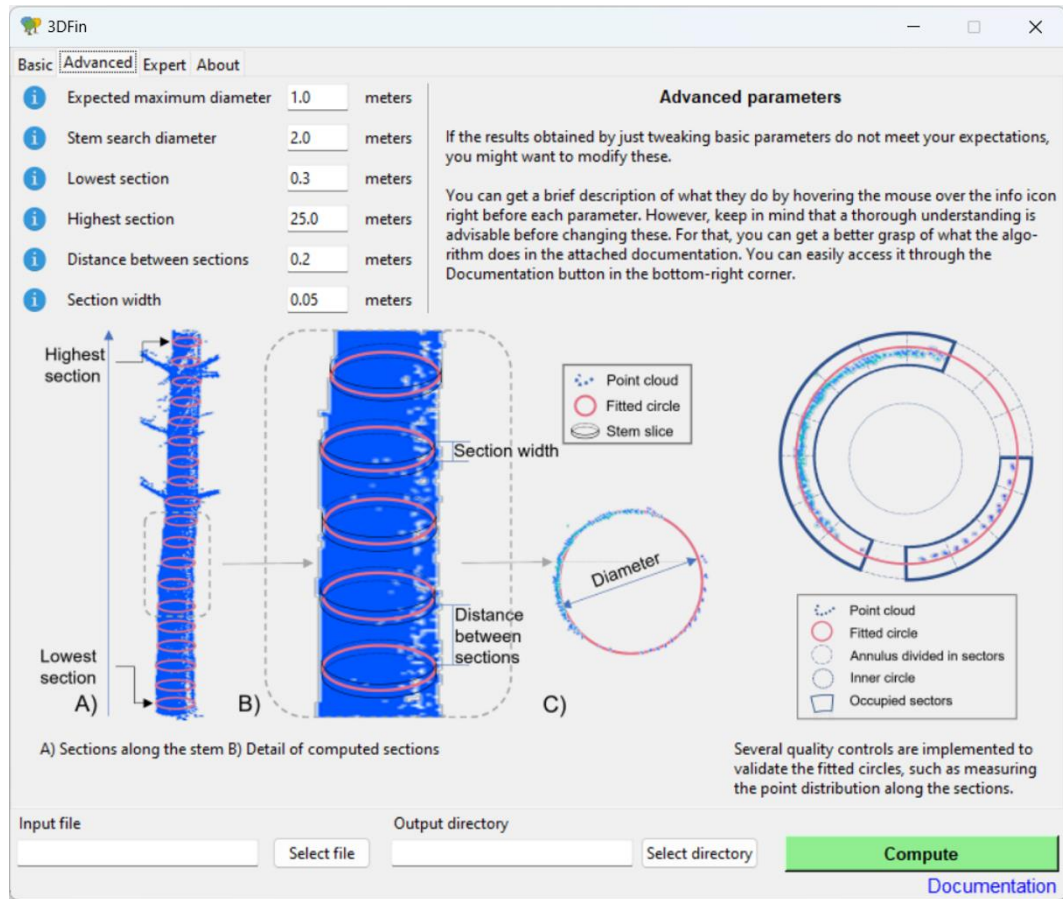 3DFin
Basic Advanced Expert About
Expected maximum diameter 1.0 meters
Stem search diameter 2.0 meters
Lowest section 0.3 meters
Highest section 25.0 meters
Distance between sections 0.2 meters
Section width 0.05 meters
Advanced parameters
If the results obtained by just tweaking basic parameters do not meet your expectations,
you might want to modify these.
You can get a brief description of what they do by hovering the mouse over the info icon
right before each parameter. However, keep in mind that a thorough understanding is
advisable before changing these. For that, you can get a better grasp of what the algo-
rithm does in the attached documentation. You can easily access it through the
Documentation button in the bottom-right corner.
Highest
section
Lowest
section
A)
B)
Section width
Distance
between
sections
Point cloud
Fitted circle
Stem slice
Diameter
C)
Point cloud
Fitted circle
Annulus divided in sectors
Inner circle
Occupied sectors
A) Sections along the stem B) Detail of computed sections
Several quality controls are implemented to
validate the fitted circles, such as measuring
the point distribution along the sections.
Input file
Select file
Output directory
Select directory
Compute
Documentation